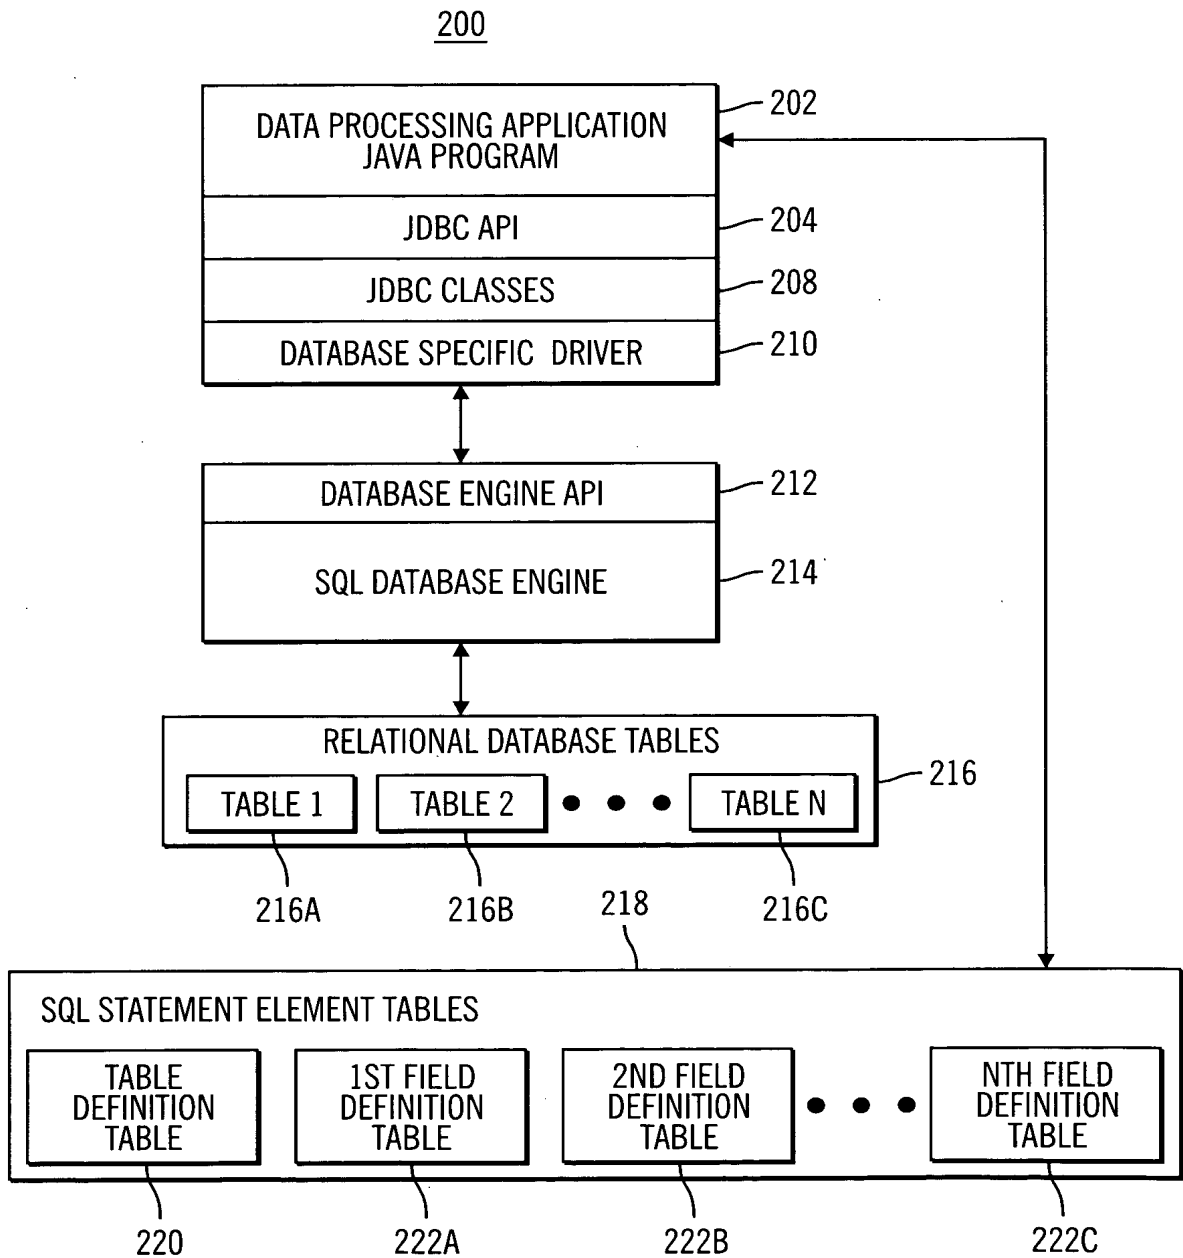 200
DATA PROCESSING APPLICATION
JAVA PROGRAM
202
JDBC API
204
JDBC CLASSES
208
DATABASE SPECIFIC DRIVER
210
DATABASE ENGINE API
212
SQL DATABASE ENGINE
214
RELATIONAL DATABASE TABLES
216
TABLE 1
TABLE 2
TABLE N
216A
216B
216C
218
SQL STATEMENT ELEMENT TABLES
TABLE
DEFINITION
TABLE
1ST FIELD
DEFINITION
TABLE
2ND FIELD
DEFINITION
TABLE
NTH FIELD
DEFINITION
TABLE
220
222A
222B
222C